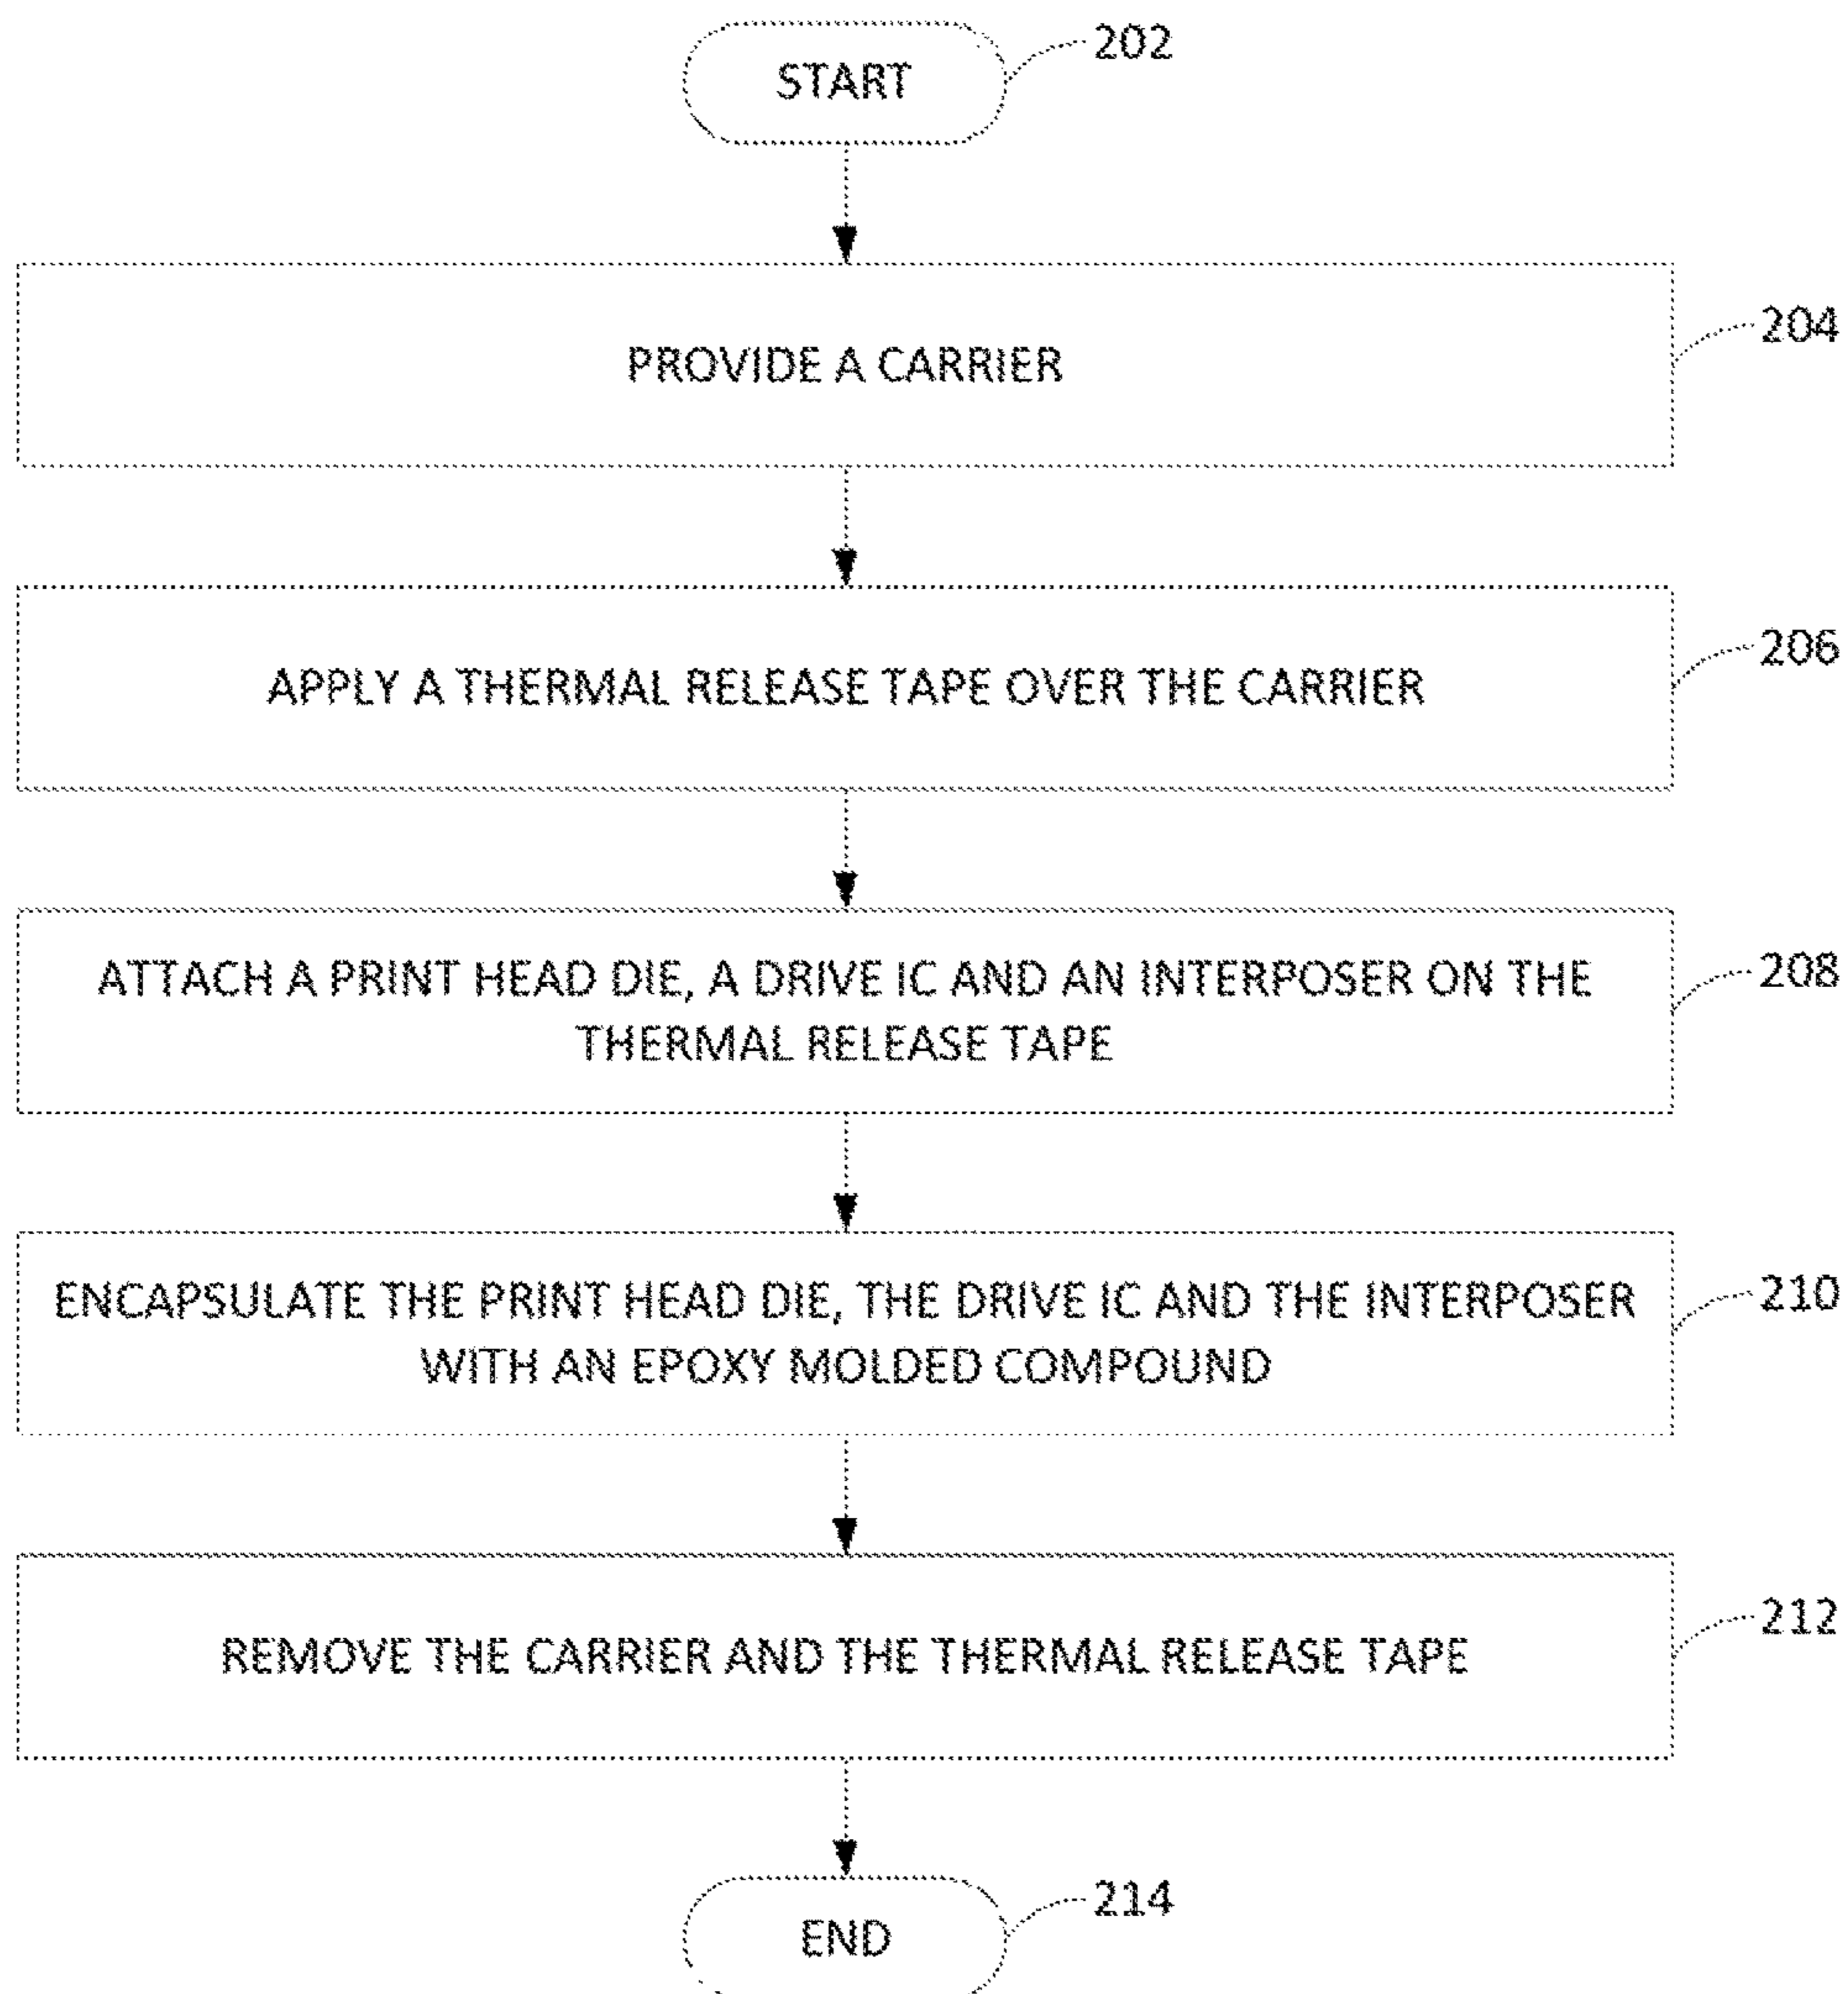 START
202
PROVIDE A CARRIER
204
APPLY A THERMAL RELEASE TAPE OVER THE CARRIER
206
ATTACH A PRINT HEAD DIE, A DRIVE IC AND AN INTERPOSER ON THE
THERMAL RELEASE TAPE
208
ENCAPSULATE THE PRINT HEAD DIE, THE DRIVE IC AND THE INTERPOSER
WITH AN EPOXY MOLDED COMPOUND
210
REMOVE THE CARRIER AND THE THERMAL RELEASE TAPE
212
END
214